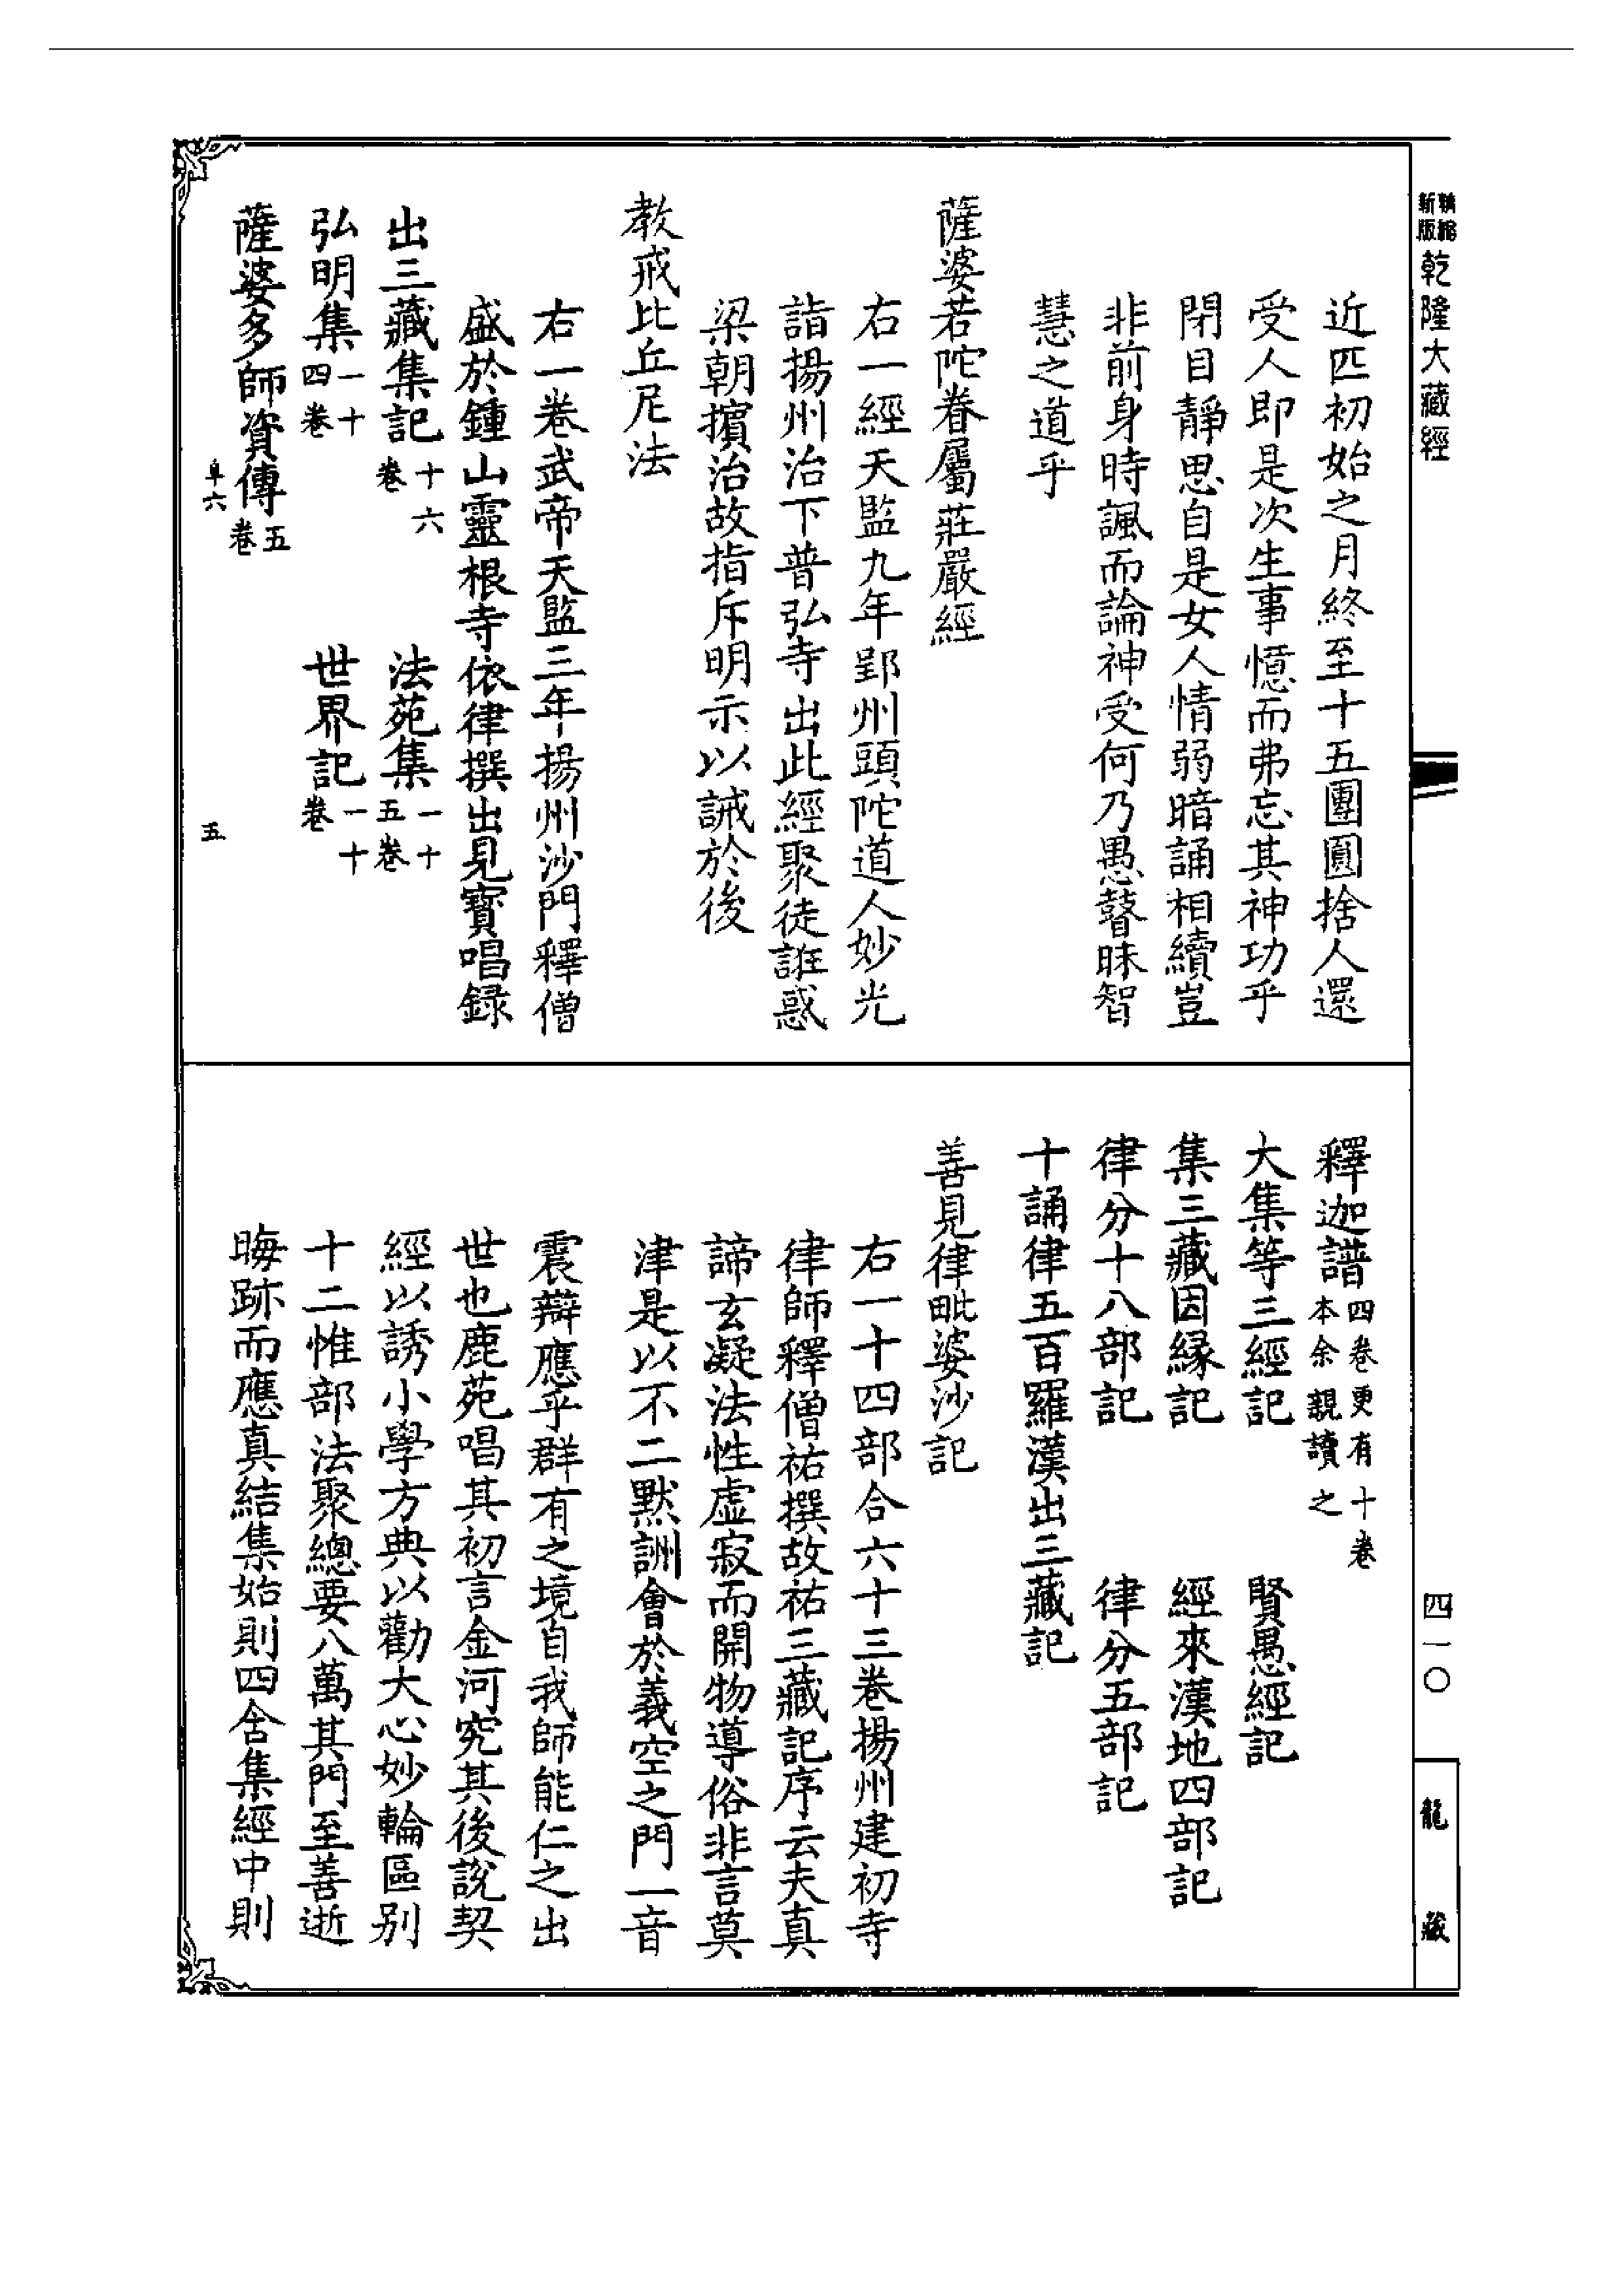 精縮新版乾隆大藏經
近匹初始之月終至十五團圓捨人還
受人即是次生事憶而弗忘其神功乎
閉目靜思自是女人情弱暗誦相續豈
非前身時諷而論神受何乃愚瞽昧智
慧之道乎
薩婆若陀眷屬莊嚴經
右一經天監九年郢州頭陀道人妙光
詣揚州治下普弘寺出此經聚徒誑惑
梁朝擯治故指斥明示以誡於後
教戒比丘尼法
右一卷武帝天監三年揚州沙門釋僧
盛於鍾山靈根寺依律撰出見寶唱録
出三藏集記十六卷 法苑集一十五卷
弘明集一十四卷 世界記一十卷
薩婆多師資傳五卷
阜六 五
釋迦譜四卷更有十卷本余親讀之
大集等三經記 賢愚經記
集三藏因縁記 經來漢地四部記
律分十八部記 律分五部記
十誦律五百羅漢出三藏記
善見律毗婆沙記
右一十四部合六十三卷揚州建初寺
律師釋僧祐撰故祐三藏記序云夫真
諦玄凝法性虛寂而開物導俗非言莫
津是以不二默詶會於義空之門一音
震辯應乎群有之境自我師能仁之出
世也鹿苑唱其初言金河究其後說契
經以誘小學方典以勸大心妙輪區別
十二惟部法聚總要八萬其門至善逝
晦跡而應真結集始則四含集經中則
四一〇
龍藏